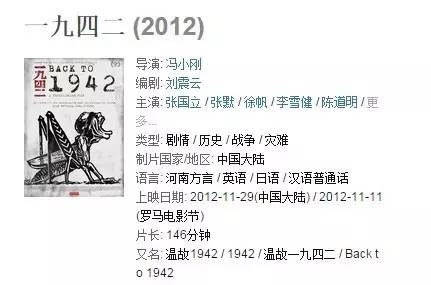 一九四二 (2012)
一九四二
BACK TO
1942
导演: 冯小刚
编剧: 刘震云
主演: 张国立 / 张默 / 徐帆 / 李雪健 / 陈道明 / 更
多...
类型: 剧情 / 历史 / 战争 / 灾难
制片国家/地区: 中国大陆
语言: 河南方言 / 英语 / 日语 / 汉语普通话
上映日期: 2012-11-29(中国大陆) / 2012-11-11
(罗马电影节)
片长: 146分钟
又名: 温故1942 / 1942 / 温故一九四二 / Back t
o 1942